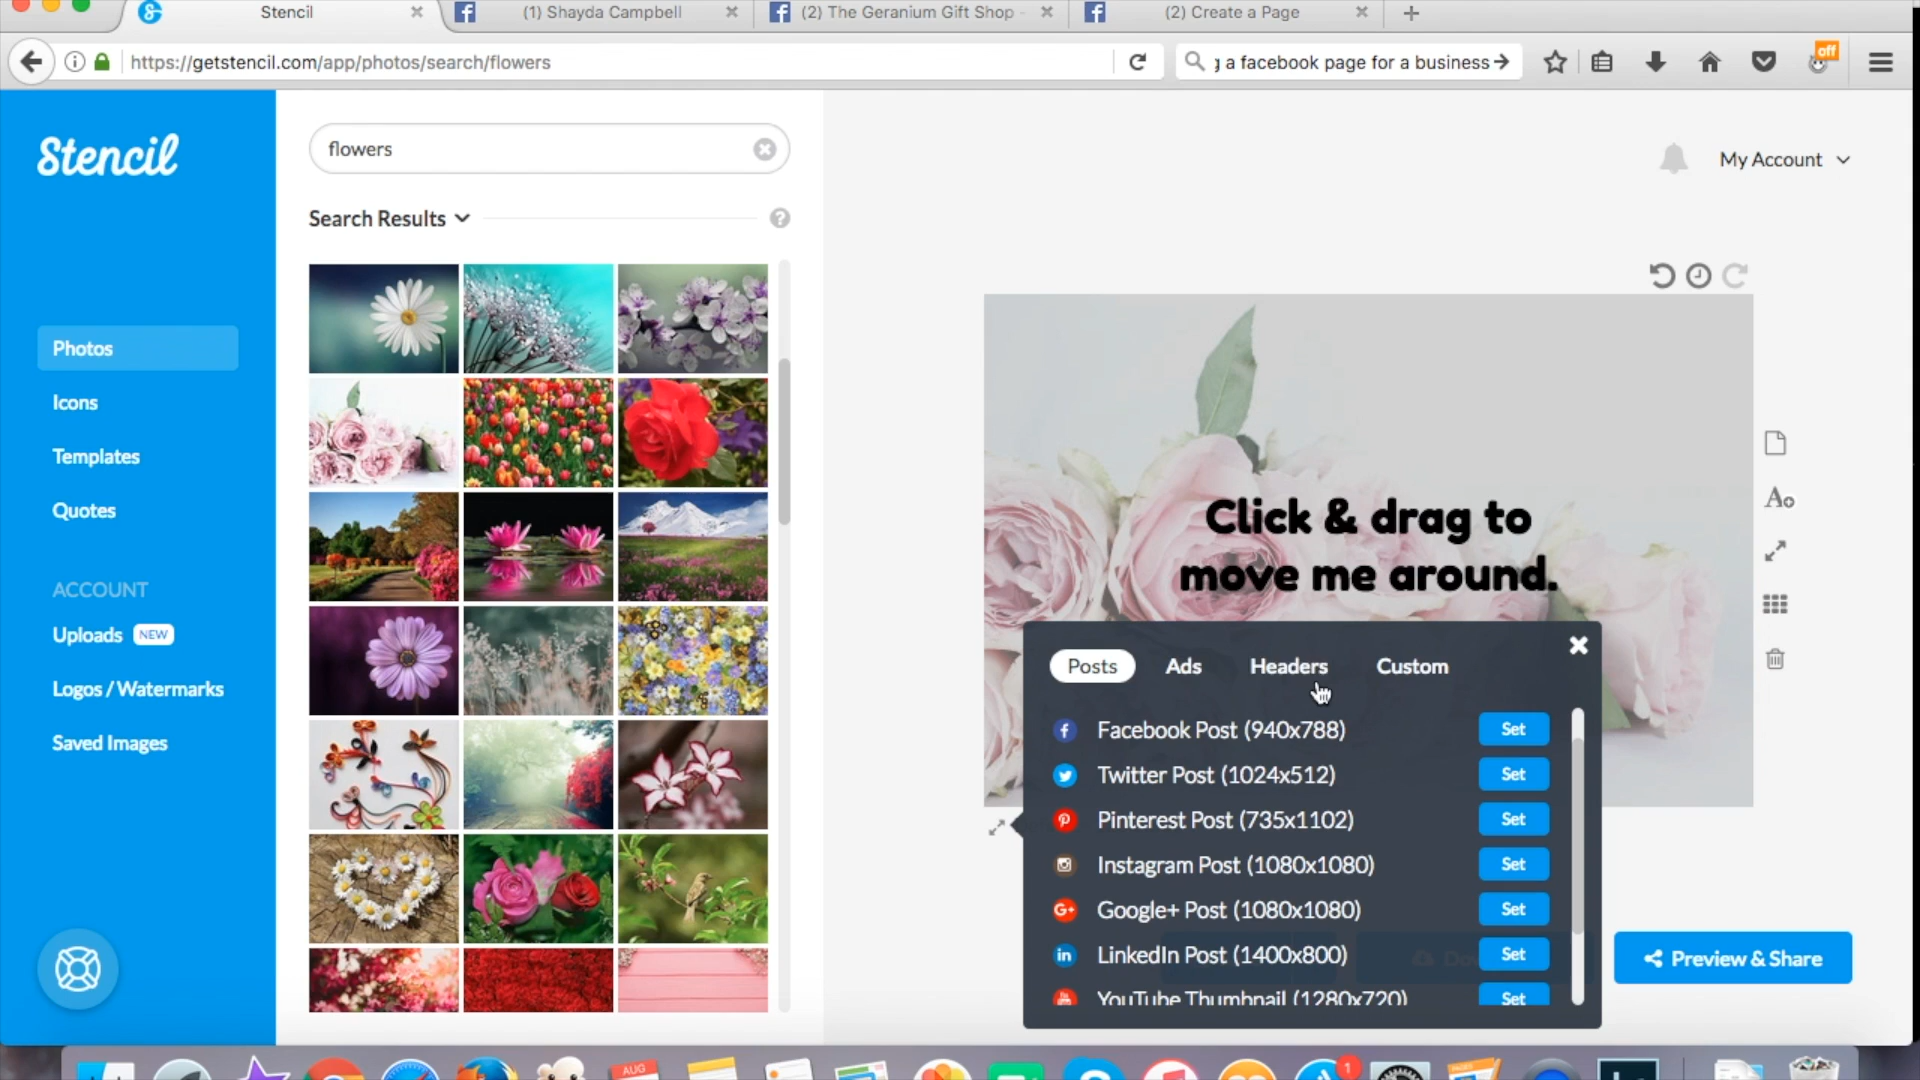 Stencil
(1) Shayda Campbell
(2) The Geranium Gift Shop -
(2) Create a Page
https://getstencil.com/app/photos/search/flowers
a facebook page for a business
off
Stencil
flowers
My Account
Search Results
Photos
Icons
Templates
Quotes
ACCOUNT
Uploads NEW
Logos / Watermarks
Saved Images
Click & drag to
move me around.
Posts Ads Headers Custom
Facebook Post (940x788) Set
Twitter Post (1024x512) Set
Pinterest Post (735x1102) Set
Instagram Post (1080x1080) Set
Google+ Post (1080x1080) Set
LinkedIn Post (1400x800) Set
YouTube Thumbnail (1280x720) Set
Preview & Share
AUG
1
PAGES